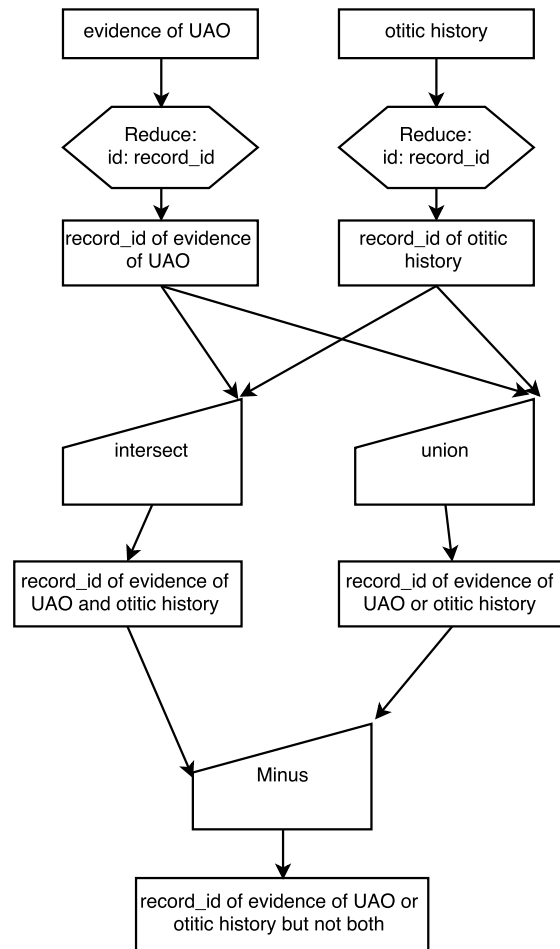 evidence of UAO
otitic history
Reduce:
id: record_id
Reduce:
id: record_id
record_id of evidence
of UAO
record_id of otitic
history
intersect
union
record_id of evidence of
UAO and otitic history
record_id of evidence of
UAO or otitic history
Minus
record_id of evidence of UAO or
otitic history but not both